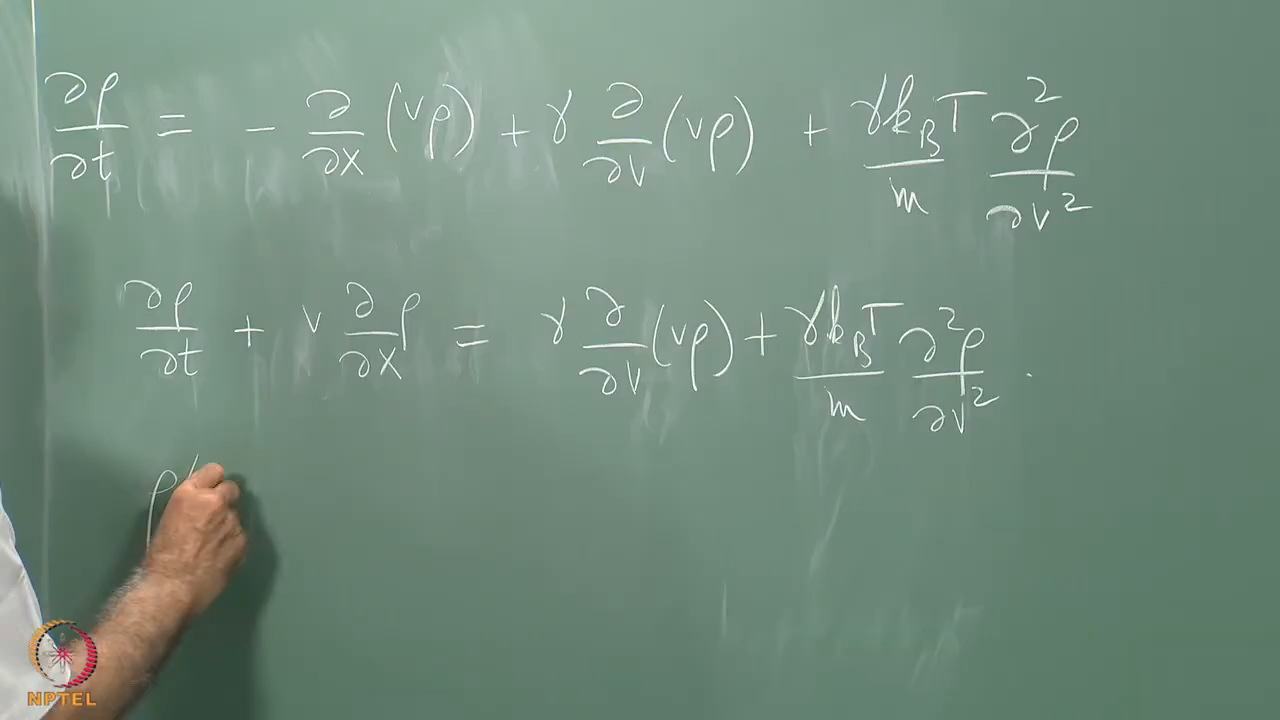 ∂ρ/∂t = - ∂/∂x (vρ) + γ ∂/∂v (vρ) + γk_BT/m ∂²ρ/∂v²
∂ρ/∂t + v ∂/∂x ρ = γ ∂/∂v (vρ) + γk_BT/m ∂²ρ/∂v² .
ρ(
NPTEL